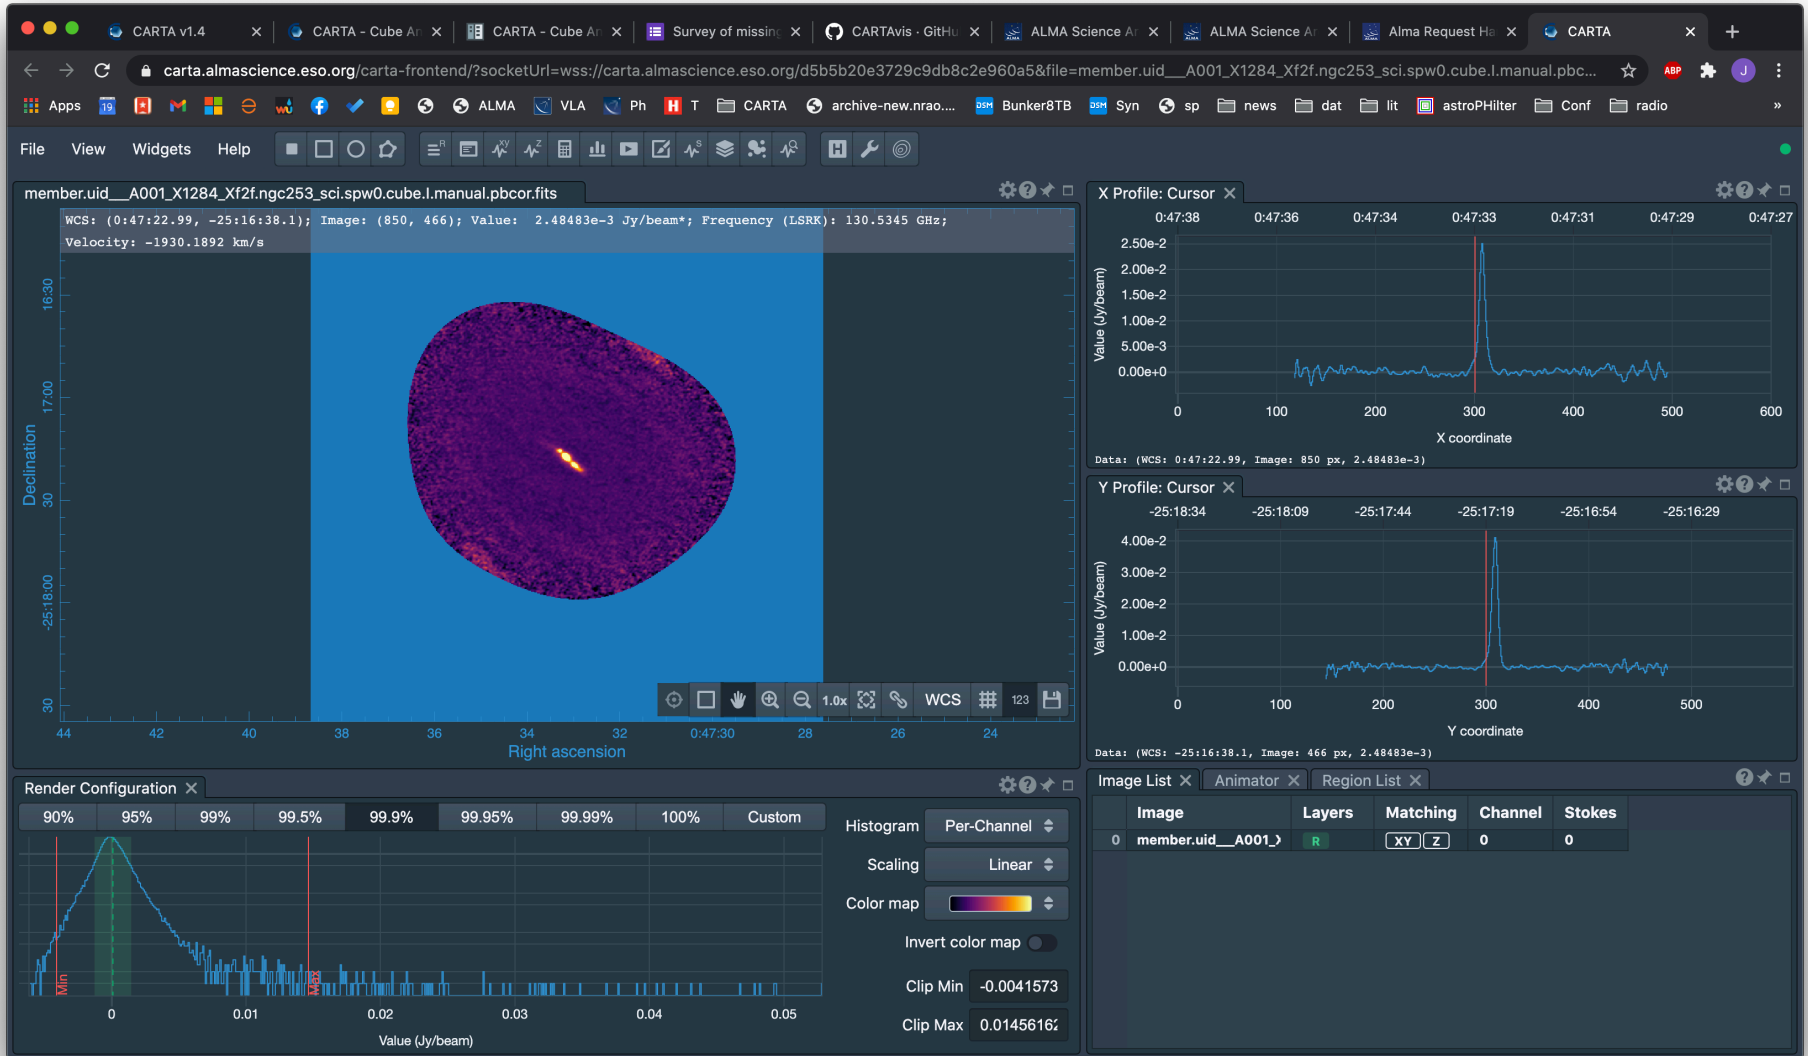 CARTA v1.4
CARTA - Cube An
CARTA - Cube An
Survey of missing
CARTAvis · GitHu
ALMA Science Ar
ALMA Science Ar
Alma Request Ha
CARTA
carta.almascience.eso.org/carta-frontend/?socketUrl=wss://carta.almascience.eso.org/d5b5b20e3729c9db8c2e960a5&file=member.uid___A001_X1284_Xf2f.ngc253_sci.spw0.cube.I.manual.pbc...
ABP
J
Apps
19
ALMA
VLA
Ph
H T
CARTA
archive-new.nrao....
DSM Bunker8TB
DSM Syn
sp
news
dat
lit
astroPHilter
Conf
radio
»
File View Widgets Help
member.uid___A001_X1284_Xf2f.ngc253_sci.spw0.cube.I.manual.pbcor.fits
WCS: (0:47:22.99, -25:16:38.1); Image: (850, 466); Value: 2.48483e-3 Jy/beam*; Frequency (LSRK): 130.5345 GHz;
Velocity: -1930.1892 km/s
16:30
17:00
30
-25:18:00
30
Declination
1.0x WCS 123
44 42 40 38 36 34 32 0:47:30 28 26 24
Right ascension
X Profile: Cursor
0:47:38 0:47:36 0:47:34 0:47:33 0:47:31 0:47:29 0:47:27
2.50e-2
2.00e-2
1.50e-2
1.00e-2
5.00e-3
0.00e+0
Value (Jy/beam)
0 100 200 300 400 500 600
X coordinate
Data: (WCS: 0:47:22.99, Image: 850 px, 2.48483e-3)
Y Profile: Cursor
-25:18:34 -25:18:09 -25:17:44 -25:17:19 -25:16:54 -25:16:29
4.00e-2
3.00e-2
2.00e-2
1.00e-2
0.00e+0
Value (Jy/beam)
0 100 200 300 400 500
Y coordinate
Data: (WCS: -25:16:38.1, Image: 466 px, 2.48483e-3)
Render Configuration
90% 95% 99% 99.5% 99.9% 99.95% 99.99% 100% Custom
Min
Max
0 0.01 0.02 0.03 0.04 0.05
Value (Jy/beam)
Histogram Per-Channel
Scaling Linear
Color map
Invert color map
Clip Min -0.0041573
Clip Max 0.01456162
Image List Animator Region List
Image Layers Matching Channel Stokes
0 member.uid___A001_X R XY Z 0 0